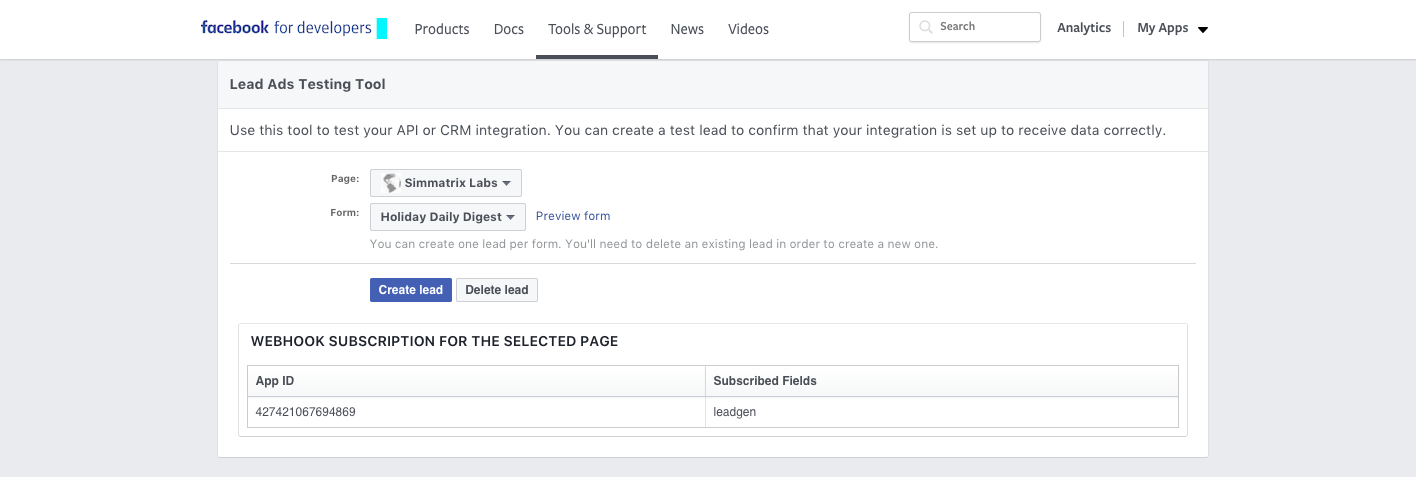 facebook for developers Products Docs Tools & Support News Videos Search Analytics My Apps
Lead Ads Testing Tool
Use this tool to test your API or CRM integration. You can create a test lead to confirm that your integration is set up to receive data correctly.
Page: Simmatrix Labs
Form: Holiday Daily Digest Preview form
You can create one lead per form. You'll need to delete an existing lead in order to create a new one.
Create lead Delete lead
WEBHOOK SUBSCRIPTION FOR THE SELECTED PAGE
App ID Subscribed Fields
427421067694869 leadgen